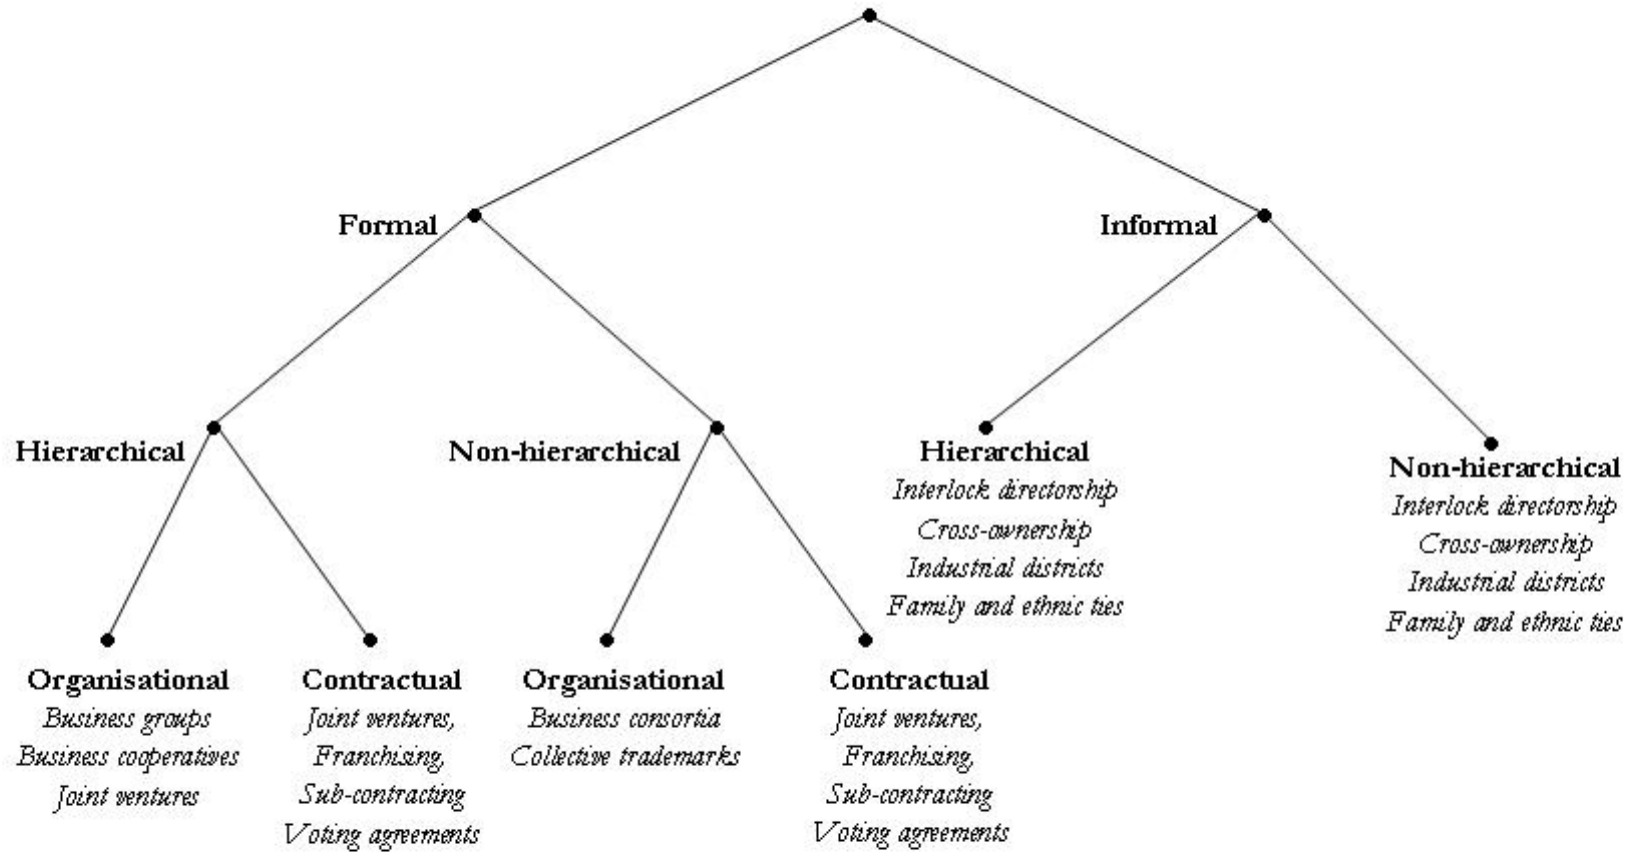 Formal
Informal
Hierarchical
Non-hierarchical
Hierarchical
Interlock directorship
Cross-ownership
Industrial districts
Family and ethnic ties
Non-hierarchical
Interlock directorship
Cross-ownership
Industrial districts
Family and ethnic ties
Organisational
Business groups
Business cooperatives
Joint ventures
Contractual
Joint ventures,
Franchising,
Sub-contracting
Voting agreements
Organisational
Business consortia
Collective trademarks
Contractual
Joint ventures,
Franchising,
Sub-contracting
Voting agreements